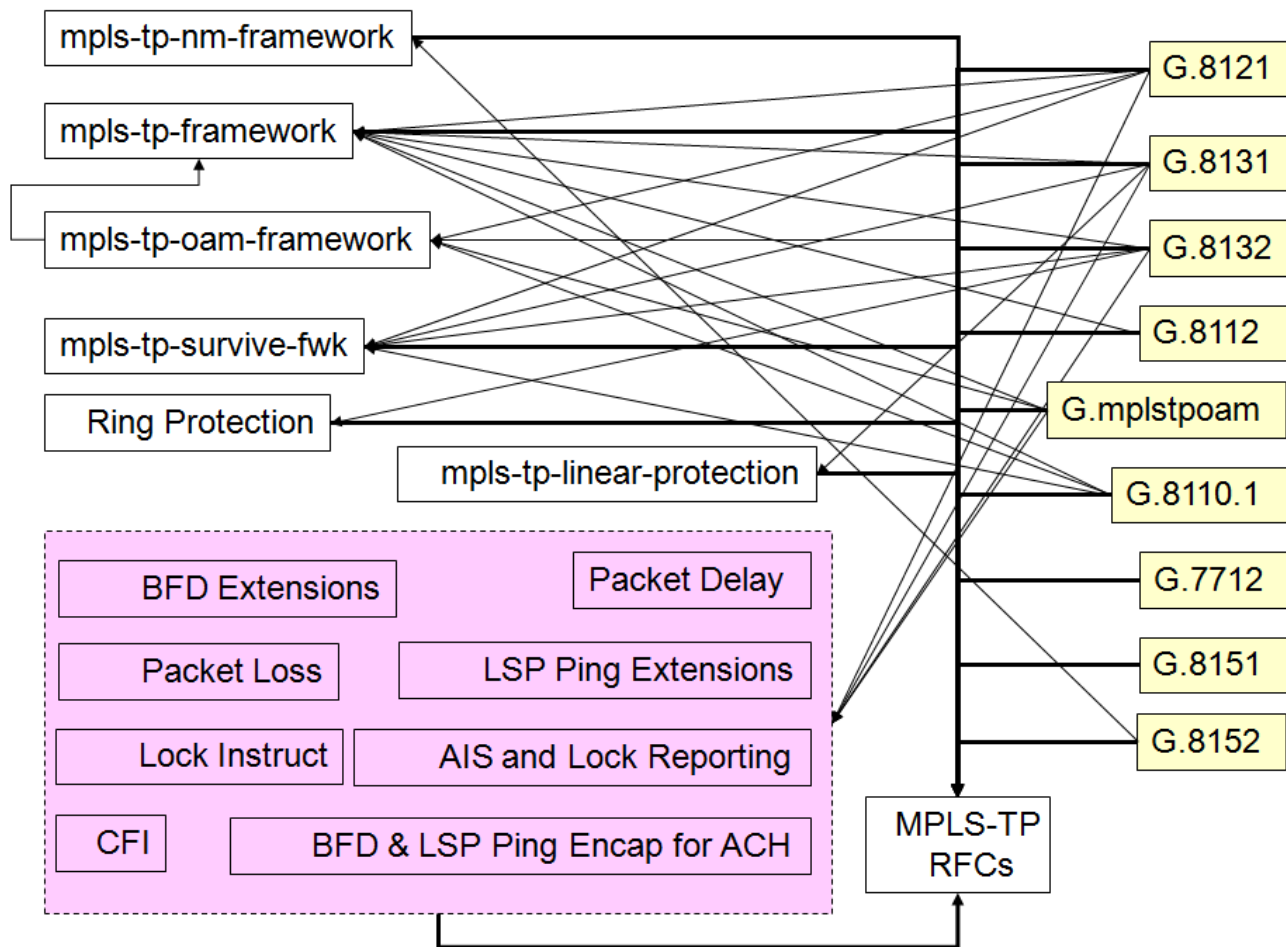 mpls-tp-nm-framework
mpls-tp-framework
mpls-tp-oam-framework
mpls-tp-survive-fwk
Ring Protection
mpls-tp-linear-protection
G.8121
G.8131
G.8132
G.8112
G.mplstpoam
G.8110.1
G.7712
G.8151
G.8152
BFD Extensions
Packet Delay
Packet Loss
LSP Ping Extensions
Lock Instruct
AIS and Lock Reporting
CFI
BFD & LSP Ping Encap for ACH
MPLS-TP
RFCs